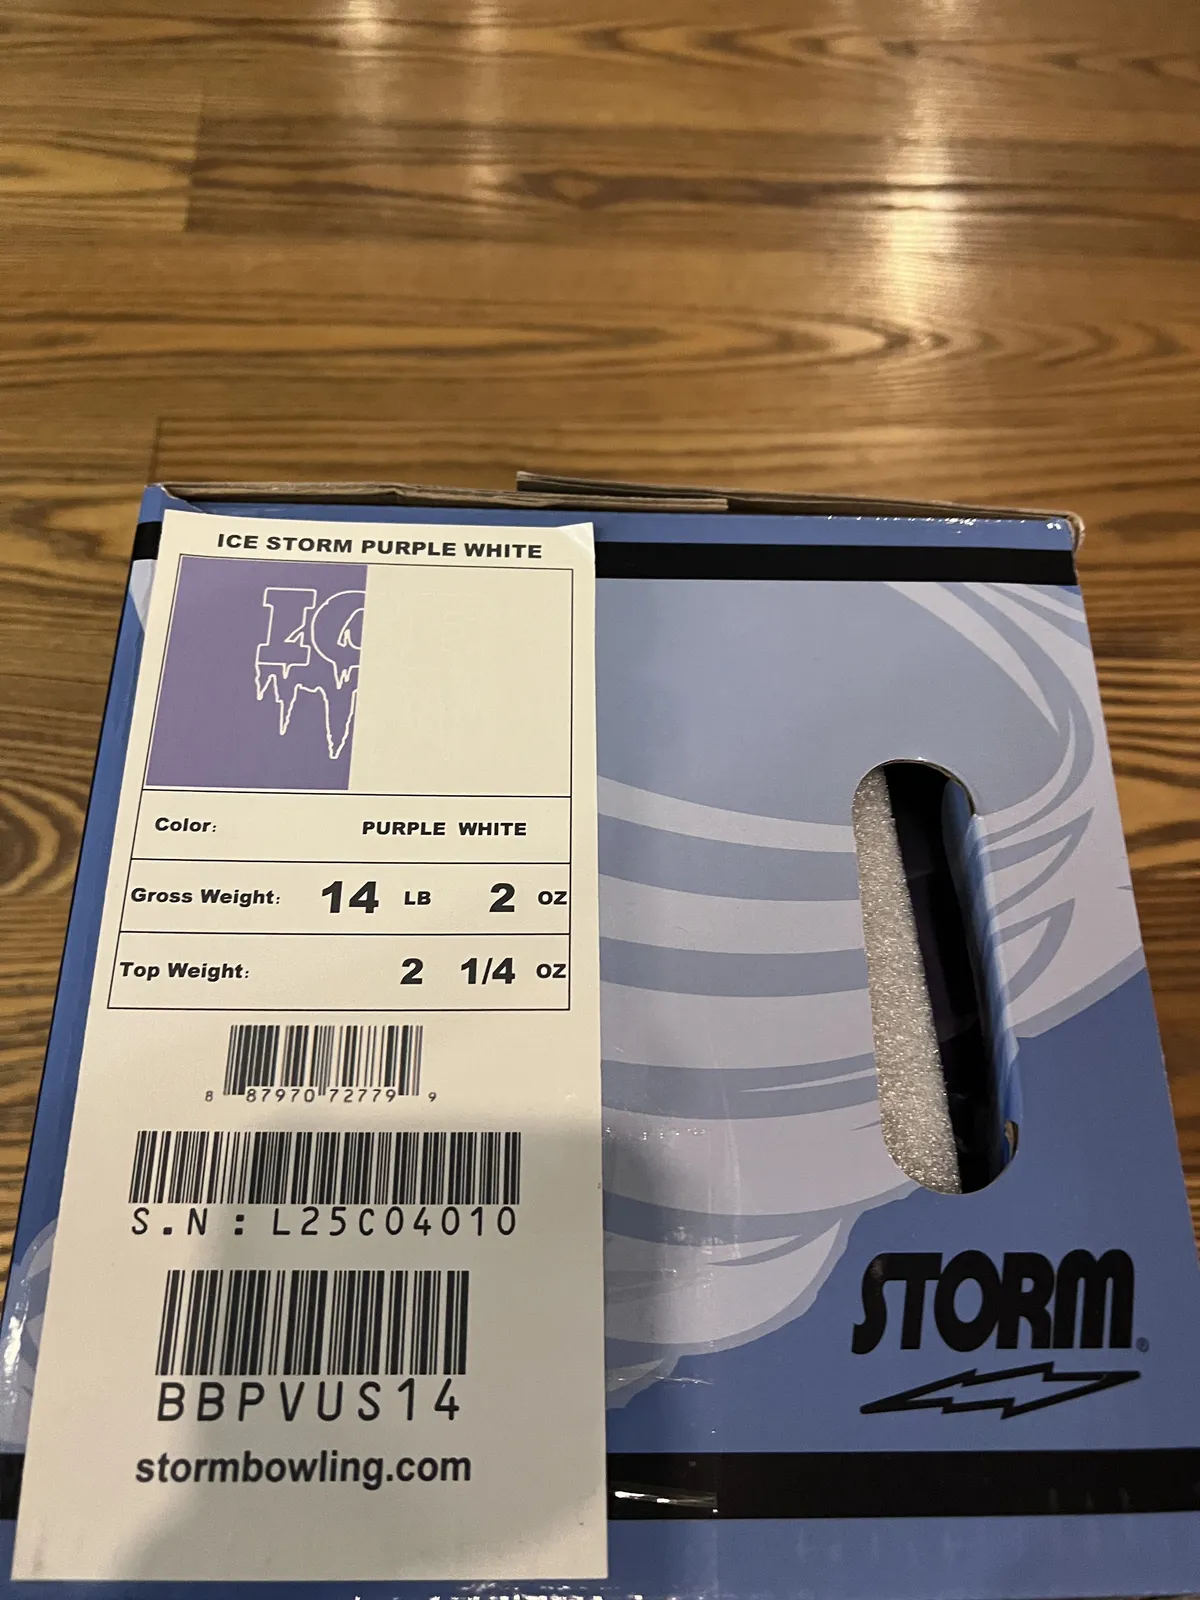 ICE STORM PURPLE WHITE
IC
Color: PURPLE WHITE
Gross Weight: 14 LB 2 OZ
Top Weight: 2 1/4 OZ
8 87970 72779 9
S.N : L25C04010
BBPVUS14
stormbowling.com
STORM®